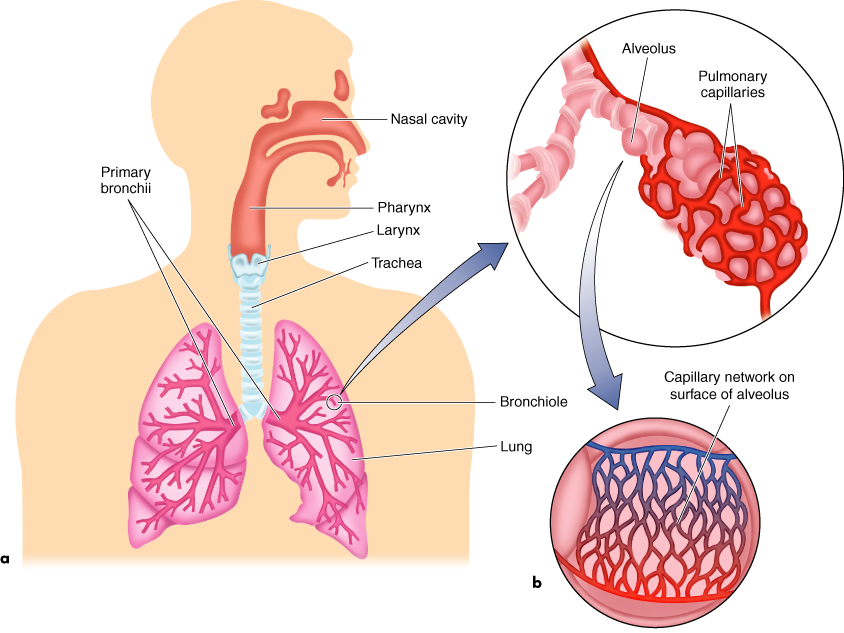 Nasal cavity
Primary
bronchii
Pharynx
Larynx
Trachea
Bronchiole
Lung
a
Alveolus
Pulmonary
capillaries
Capillary network on
surface of alveolus
b